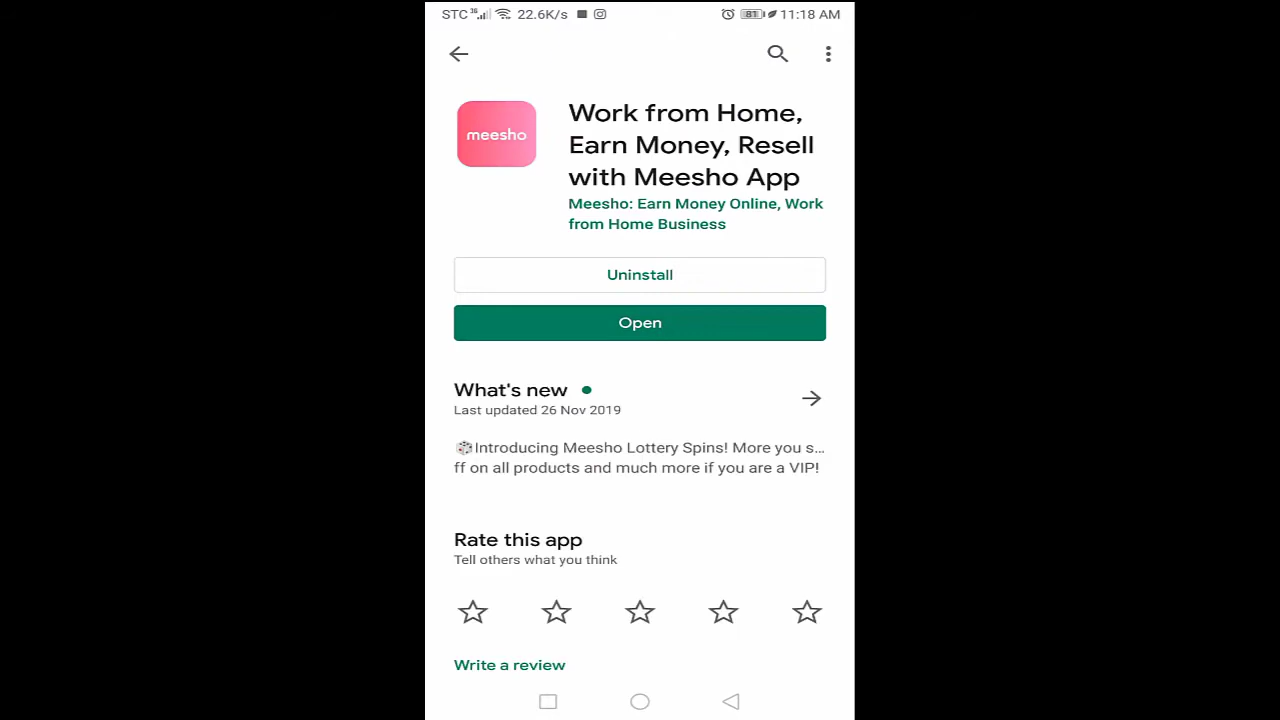 STC 3G 22.6K/s 81 11:18 AM
meesho
Work from Home,
Earn Money, Resell
with Meesho App
Meesho: Earn Money Online, Work
from Home Business
Uninstall
Open
What's new
Last updated 26 Nov 2019
🎲Introducing Meesho Lottery Spins! More you s...
ff on all products and much more if you are a VIP!
Rate this app
Tell others what you think
Write a review